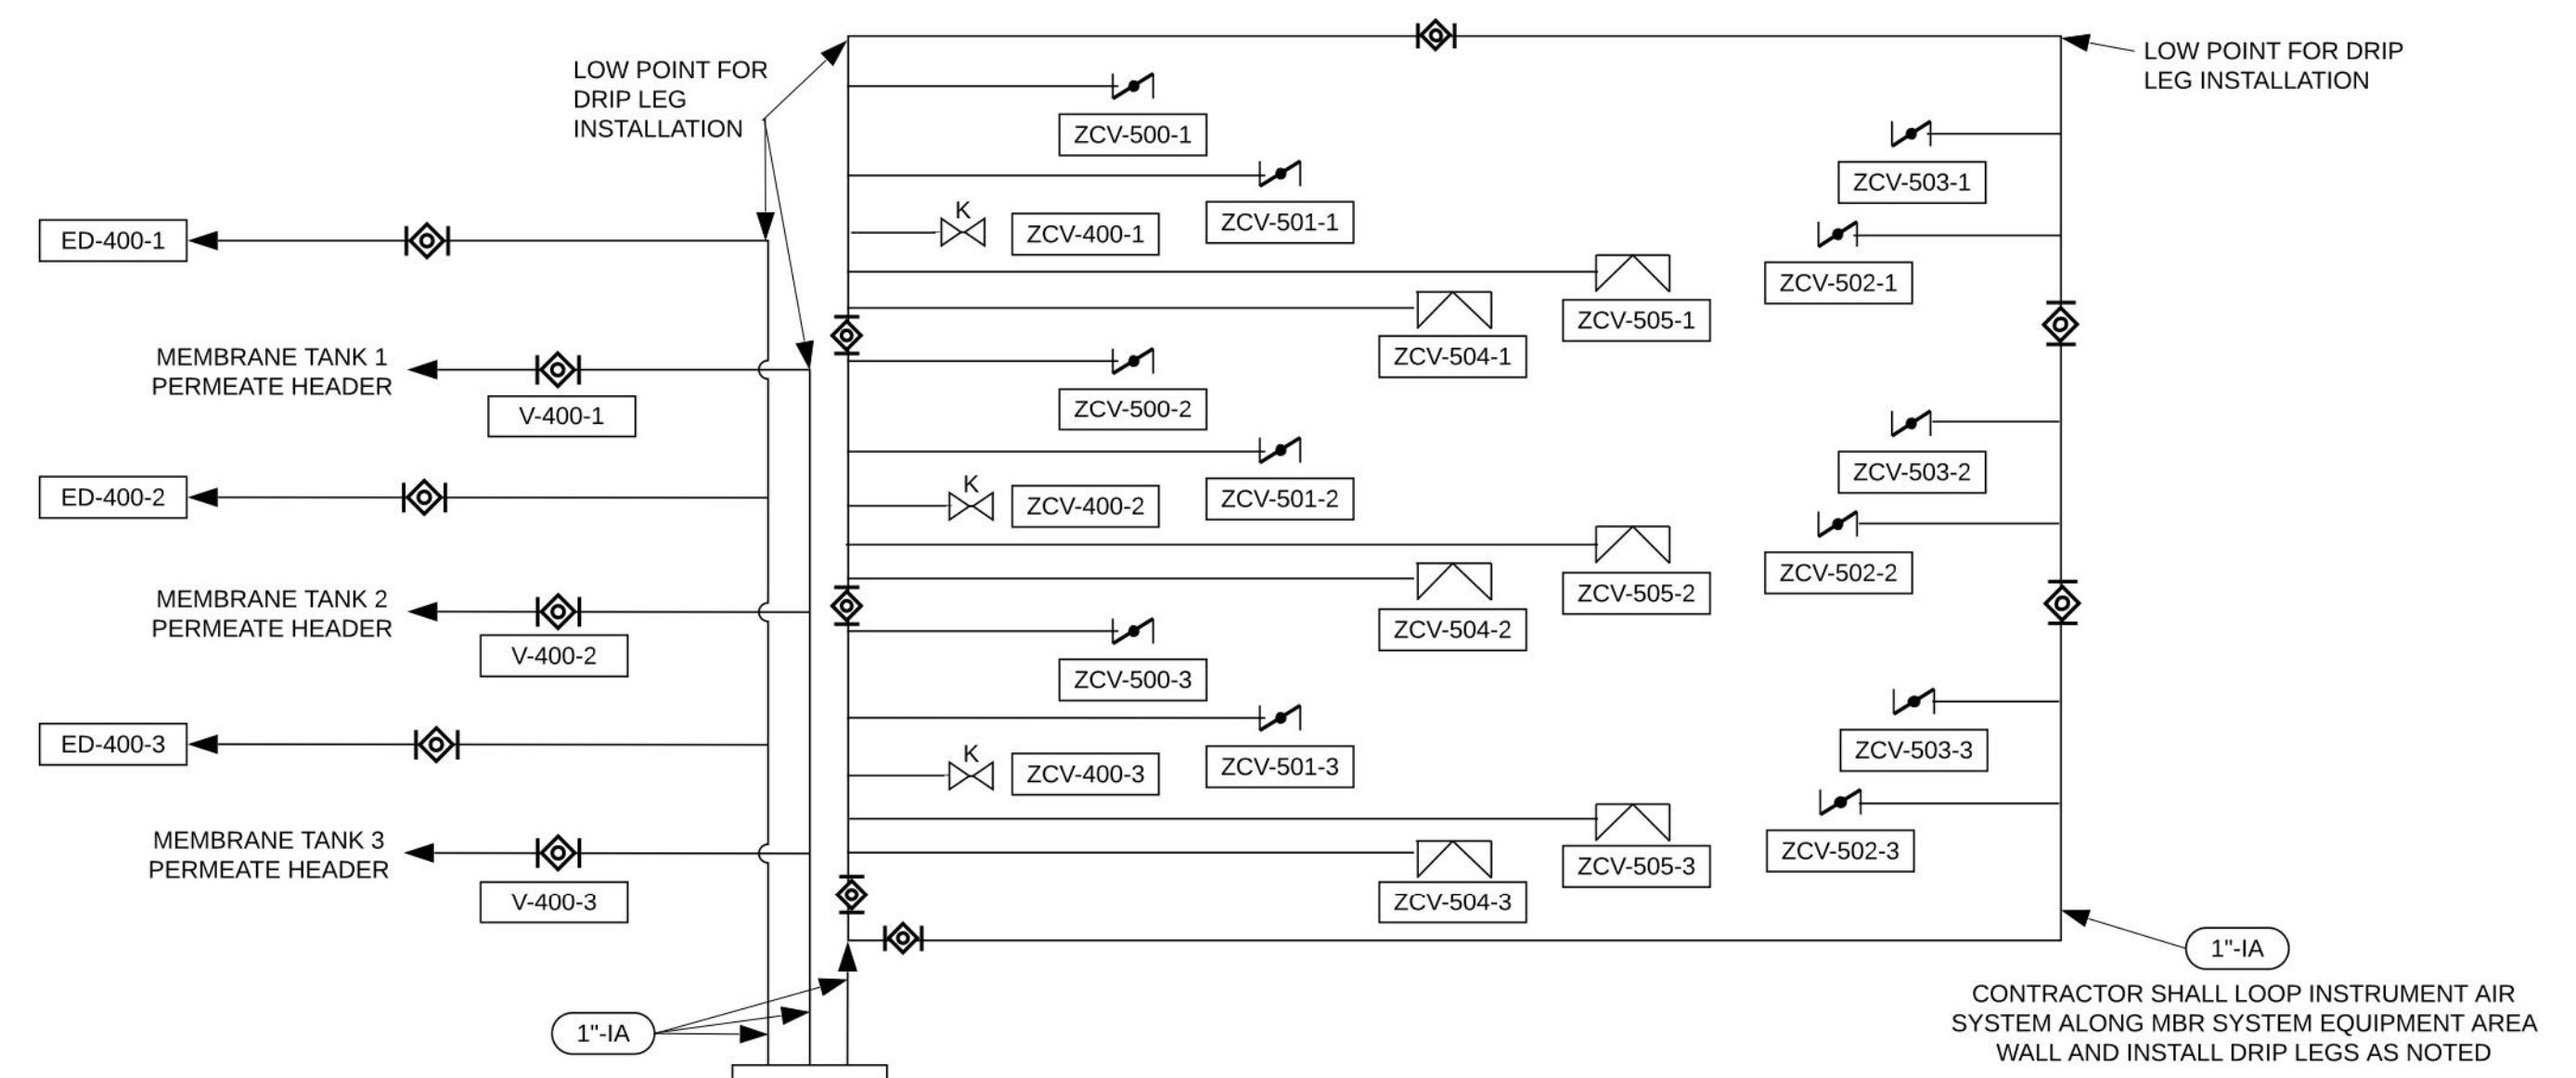 LOW POINT FOR
DRIP LEG
INSTALLATION
LOW POINT FOR DRIP
LEG INSTALLATION
ZCV-500-1
ZCV-503-1
ZCV-501-1
K
ZCV-400-1
ED-400-1
ZCV-502-1
ZCV-505-1
ZCV-504-1
MEMBRANE TANK 1
PERMEATE HEADER
V-400-1
ZCV-500-2
ZCV-503-2
ED-400-2
K
ZCV-400-2
ZCV-501-2
ZCV-502-2
ZCV-505-2
ZCV-504-2
MEMBRANE TANK 2
PERMEATE HEADER
V-400-2
ZCV-500-3
ED-400-3
K
ZCV-400-3
ZCV-501-3
ZCV-503-3
ZCV-502-3
ZCV-505-3
ZCV-504-3
MEMBRANE TANK 3
PERMEATE HEADER
V-400-3
1"-IA
1"-IA
CONTRACTOR SHALL LOOP INSTRUMENT AIR
SYSTEM ALONG MBR SYSTEM EQUIPMENT AREA
WALL AND INSTALL DRIP LEGS AS NOTED